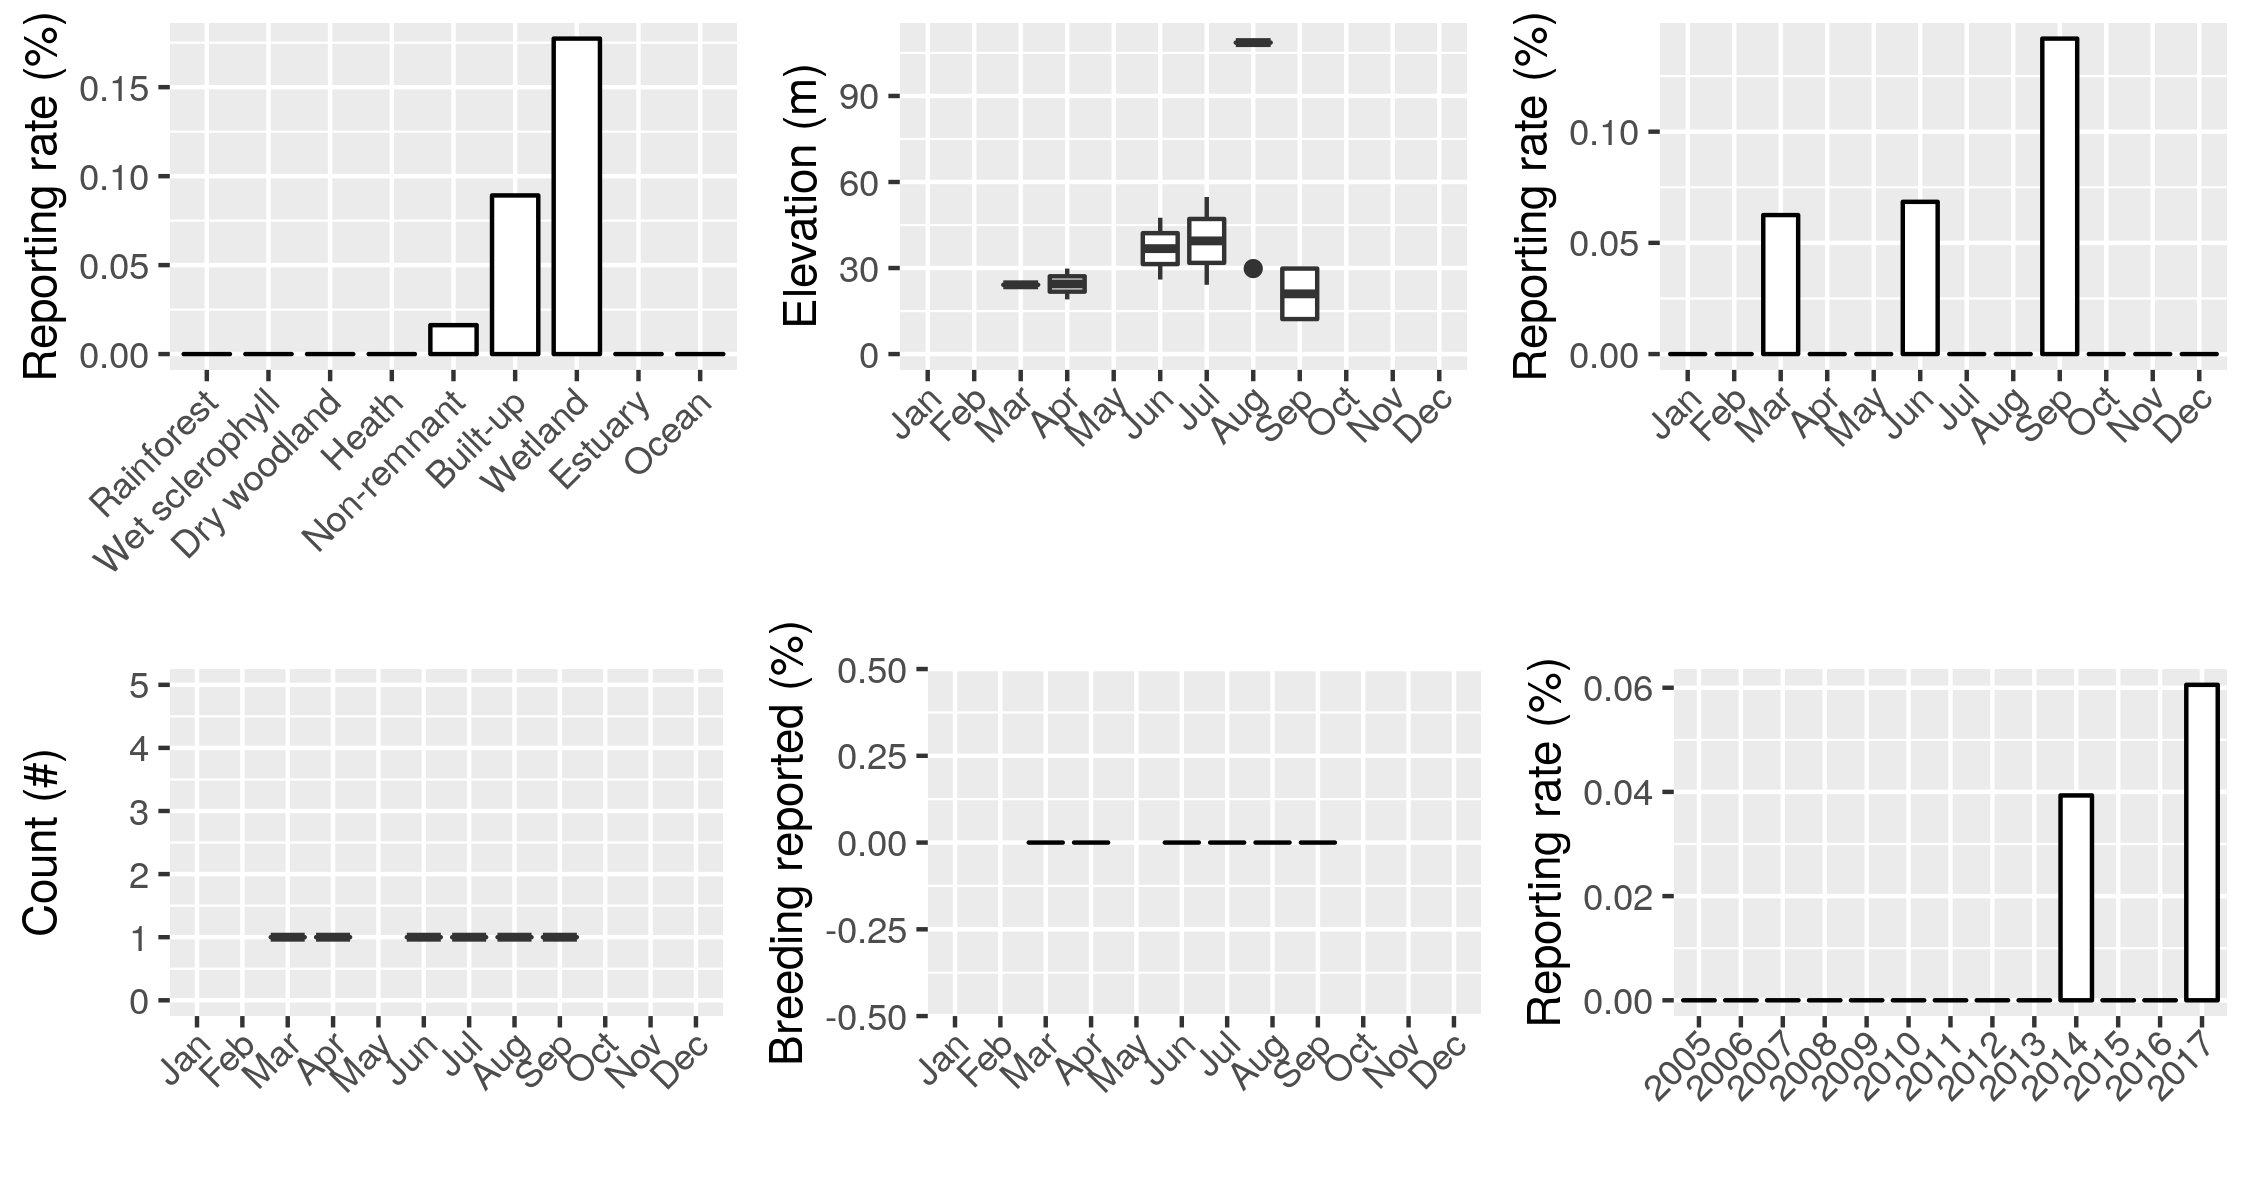 Reporting rate (%)
0.15
0.10
0.05
0.00
Rainforest
Wet sclerophyll
Dry woodland
Heath
Non-remnant
Built-up
Wetland
Estuary
Ocean
Elevation (m)
90
60
30
0
Jan
Feb
Mar
Apr
May
Jun
Jul
Aug
Sep
Oct
Nov
Dec
Reporting rate (%)
0.10
0.05
0.00
Jan
Feb
Mar
Apr
May
Jun
Jul
Aug
Sep
Oct
Nov
Dec
Count (#)
5
4
3
2
1
0
Jan
Feb
Mar
Apr
May
Jun
Jul
Aug
Sep
Oct
Nov
Dec
Breeding reported (%)
0.50
0.25
0.00
-0.25
-0.50
Jan
Feb
Mar
Apr
May
Jun
Jul
Aug
Sep
Oct
Nov
Dec
Reporting rate (%)
0.06
0.04
0.02
0.00
2005
2006
2007
2008
2009
2010
2011
2012
2013
2014
2015
2016
2017